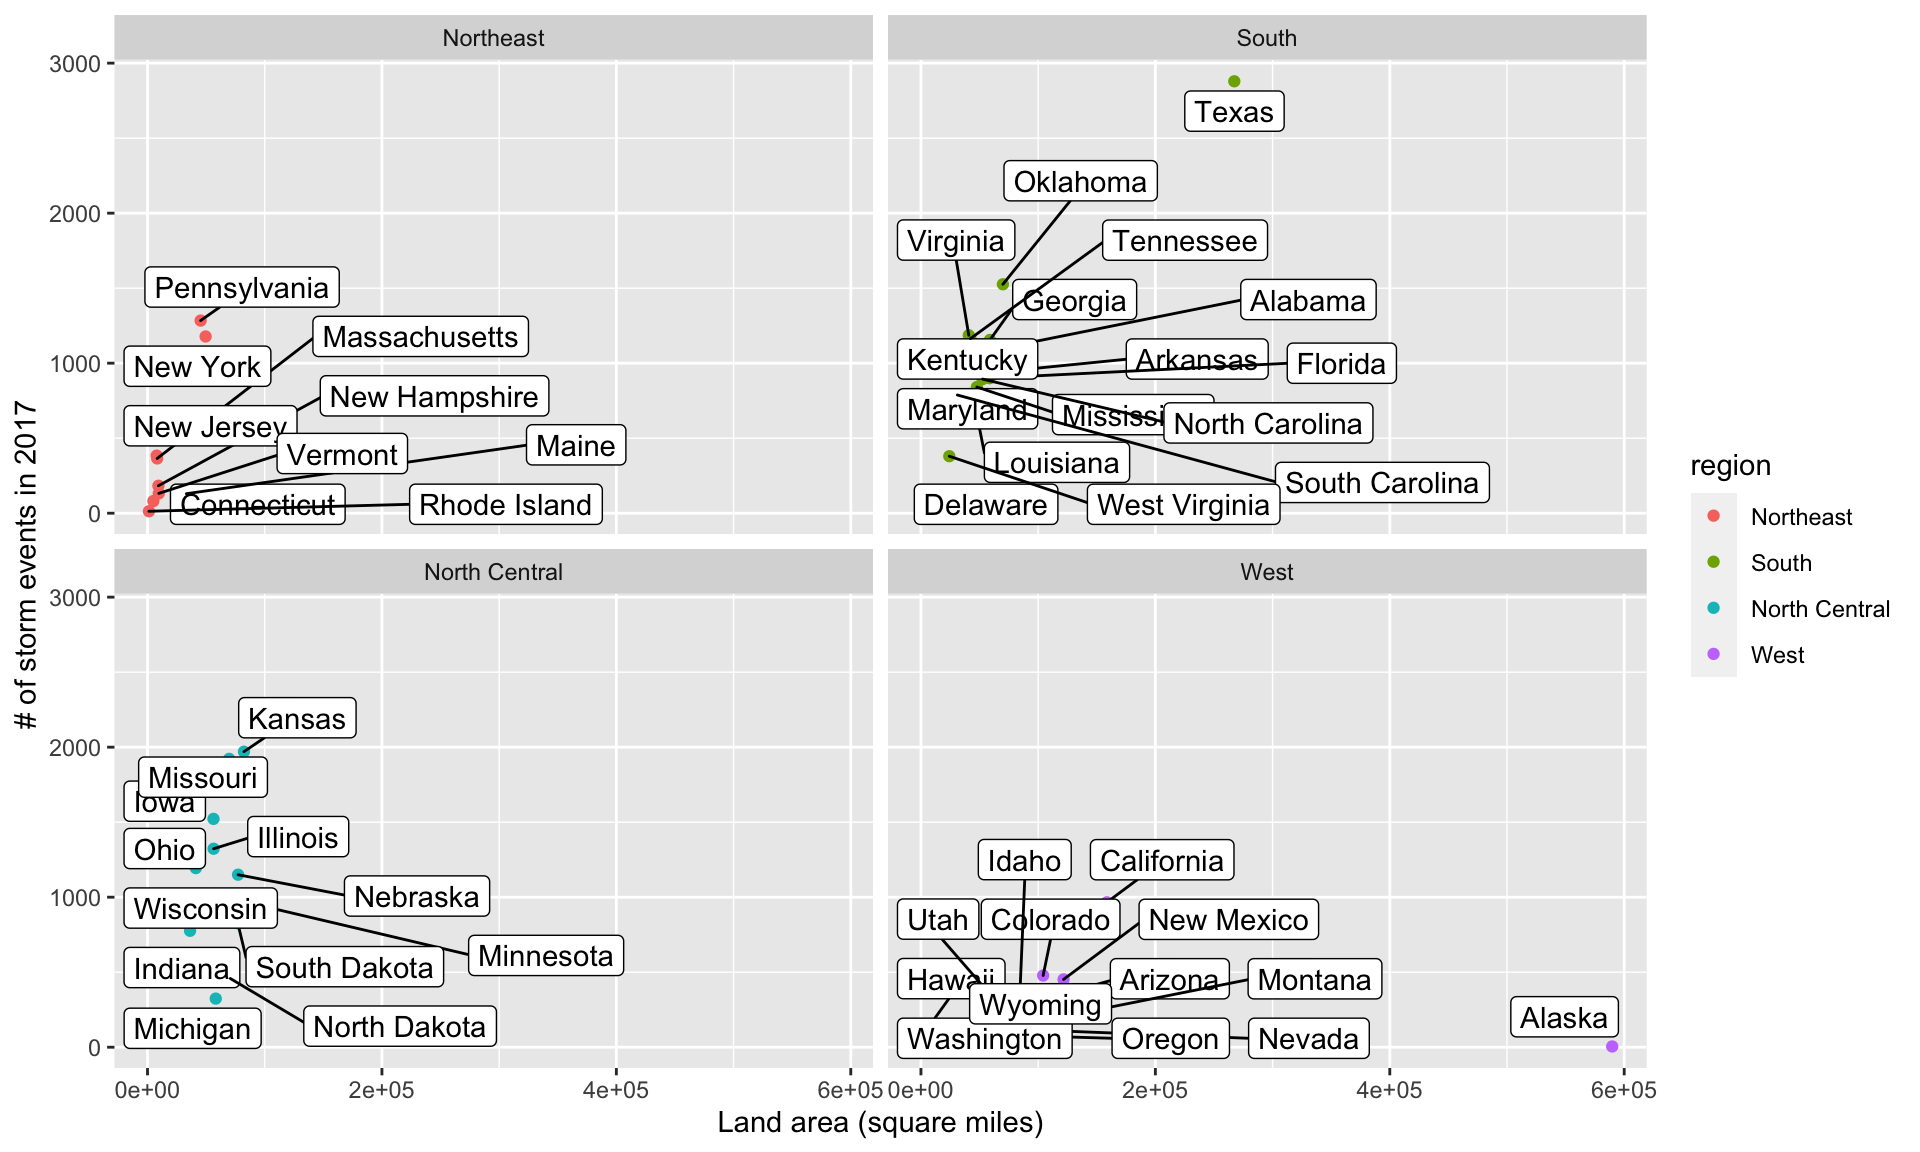 Northeast
South
3000
2000
1000
0
# of storm events in 2017
Pennsylvania
Massachusetts
New York
New Hampshire
New Jersey
Maine
Vermont
Connecticut
Rhode Island
Texas
Oklahoma
Virginia
Tennessee
Georgia
Alabama
Kentucky
Arkansas
Florida
Maryland
Mississi
North Carolina
Louisiana
South Carolina
Delaware
West Virginia
region
Northeast
South
North Central
West
North Central
West
3000
2000
1000
0
Kansas
Missouri
Iowa
Illinois
Ohio
Nebraska
Wisconsin
Minnesota
Indiana
South Dakota
Michigan
North Dakota
Idaho
California
Utah
Colorado
New Mexico
Hawaii
Arizona
Montana
Wyoming
Alaska
Washington
Oregon
Nevada
0e+00
2e+05
4e+05
6e+05
0e+00
2e+05
4e+05
6e+05
Land area (square miles)